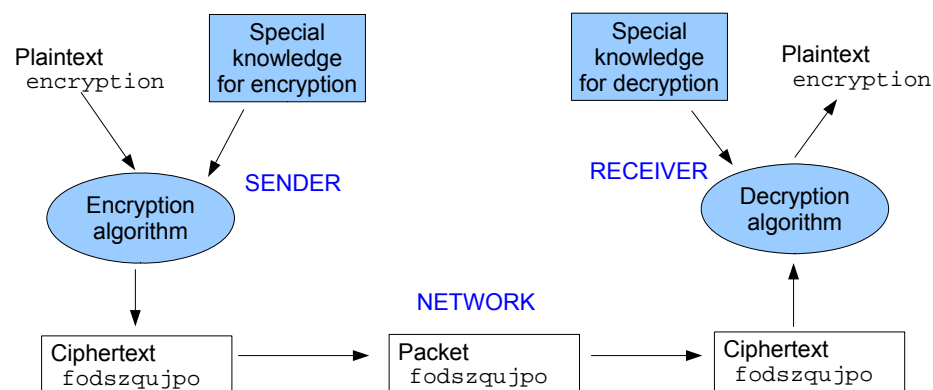 Plaintext
encryption
Special
knowledge
for encryption
SENDER
Encryption
algorithm
Ciphertext
fodszqujpo
NETWORK
Packet
fodszqujpo
Special
knowledge
for decryption
RECEIVER
Plaintext
encryption
Decryption
algorithm
Ciphertext
fodszqujpo